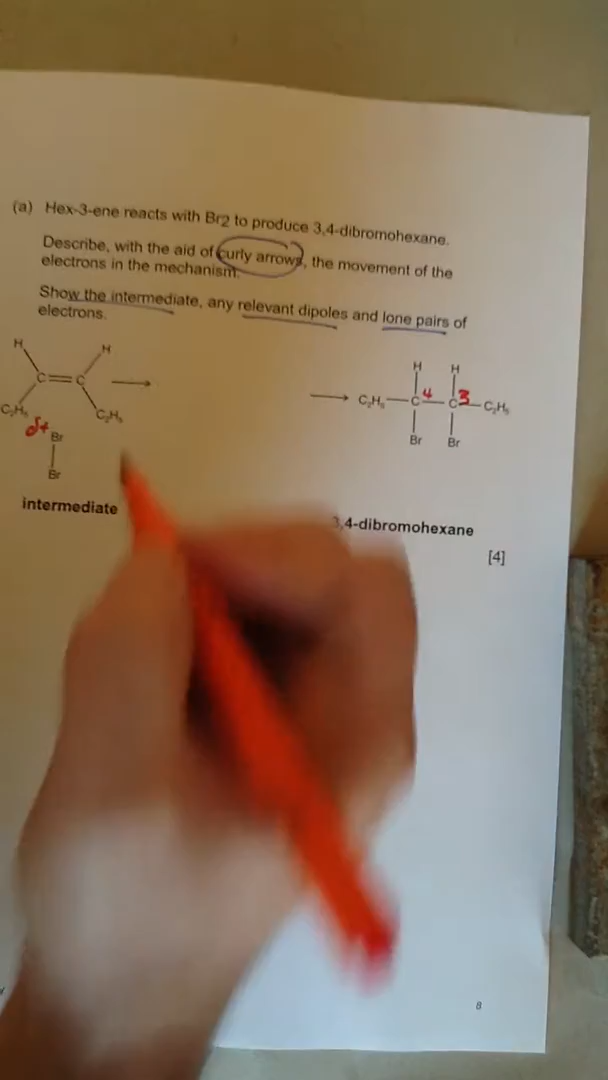 (a) Hex-3-ene reacts with Br2 to produce 3,4-dibromohexane.
Describe, with the aid of curly arrows, the movement of the
electrons in the mechanism.
Show the intermediate, any relevant dipoles and lone pairs of
electrons.
H H
C=C
C2H5 C2H5
δ+ Br
Br
H H
C2H5 C 4 C 3 C2H5
Br Br
intermediate
3,4-dibromohexane
[4]
8